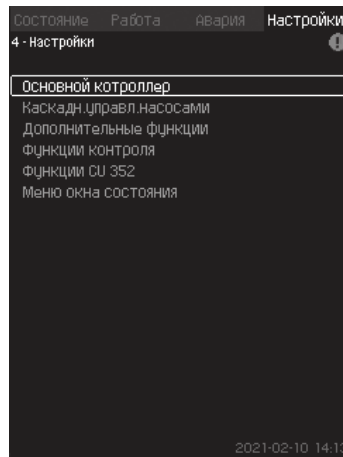 Состояние Работа Авария Настройки
4 - Настройки
Основной котроллер
Каскадн.управл.насосами
Дополнительные функции
Функции контроля
Функции CU 352
Меню окна состояния
2021-02-10 14:13